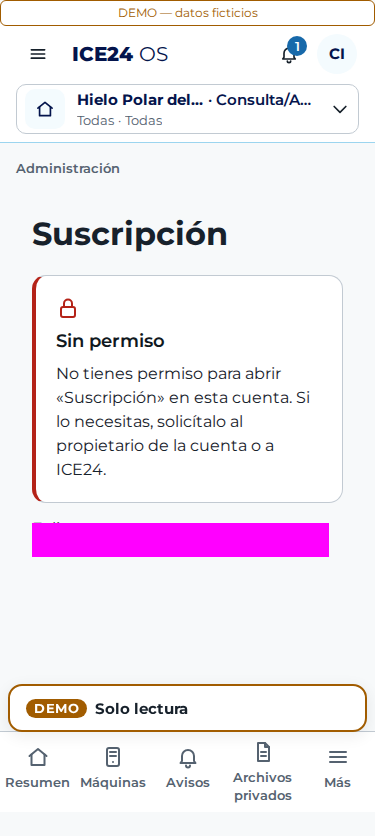 DEMO — datos ficticios
ICE24 OS
1
CI
Hielo Polar del... · Consulta/A...
Todas · Todas
Administración
Suscripción
Sin permiso
No tienes permiso para abrir
«Suscripción» en esta cuenta. Si
lo necesitas, solicítalo al
propietario de la cuenta o a
ICE24.
DEMO Solo lectura
Resumen
Máquinas
Avisos
Archivos
privados
Más